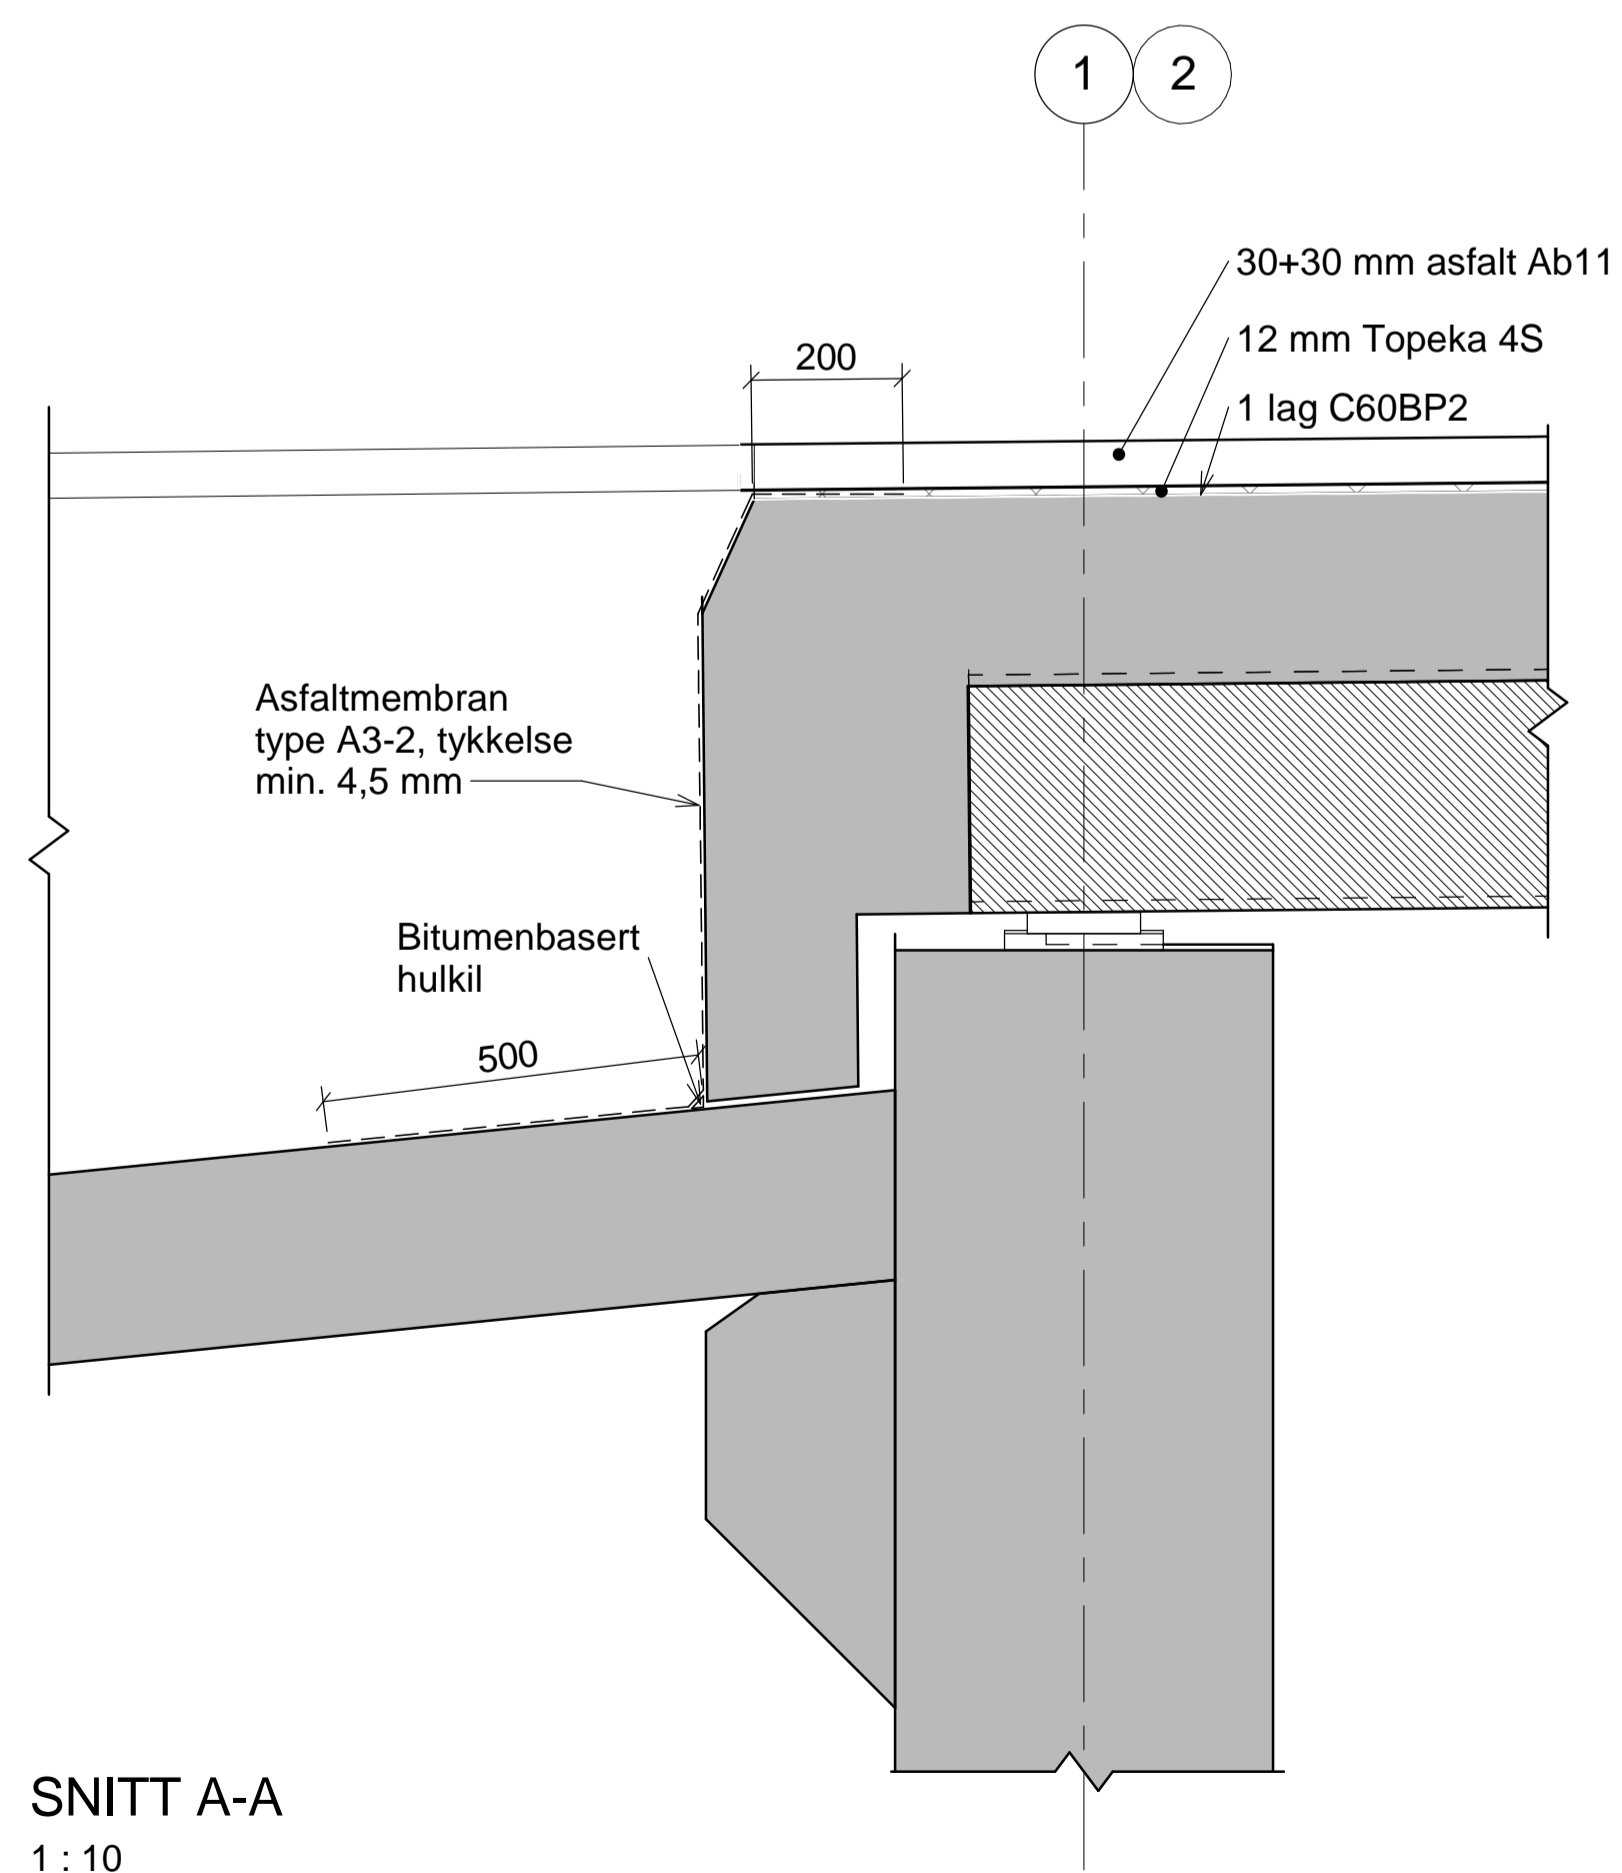 1
2
30+30 mm asfalt Ab11
12 mm Topeka 4S
200
1 lag C60BP2
Asfaltmembran
type A3-2, tykkelse
min. 4,5 mm
Bitumenbasert
hulkil
500
SNITT A-A
1 : 10